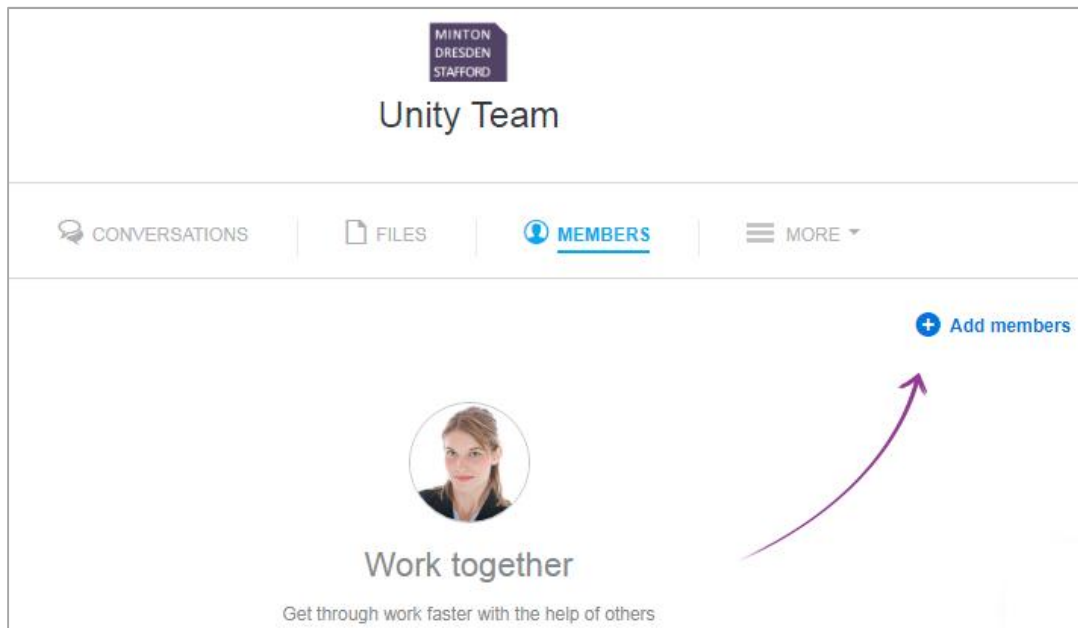 MINTON
DRESDEN
STAFFORD
Unity Team
CONVERSATIONS FILES MEMBERS MORE
Add members
Work together
Get through work faster with the help of others